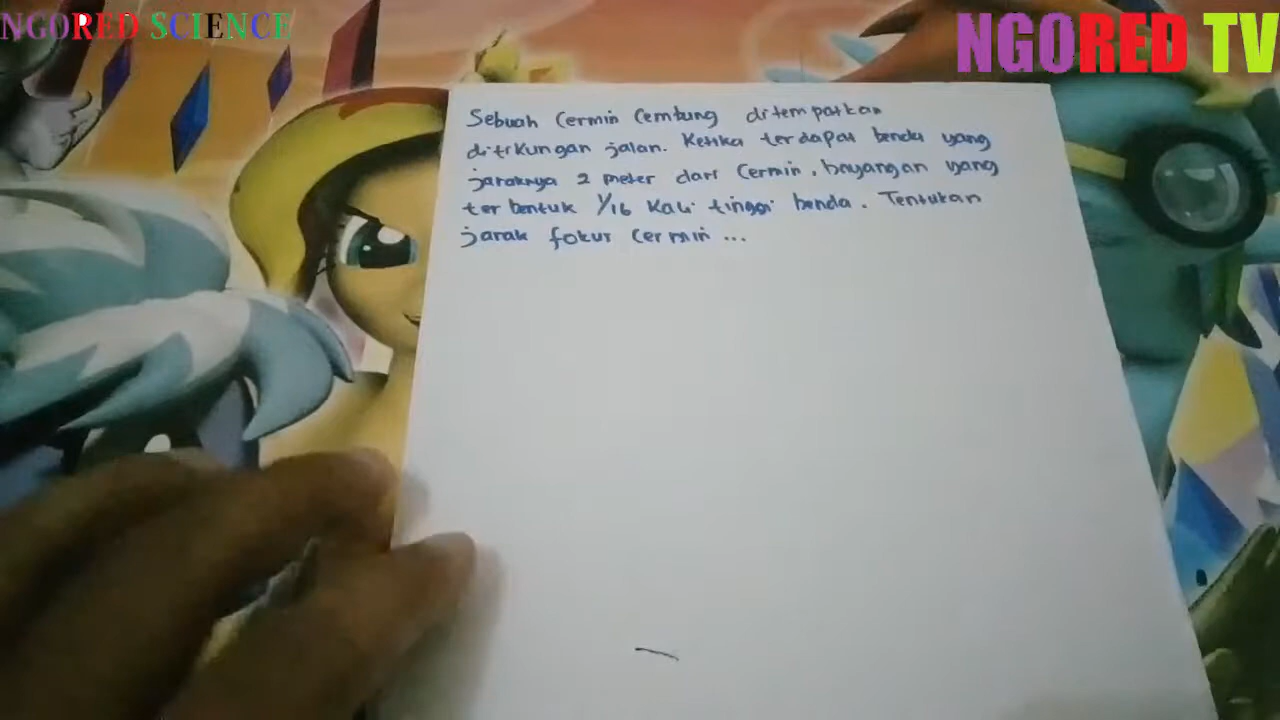 NGORED SCIENCE
NGORED TV
Sebuah Cermin Cembung ditempatkan
ditikungan jalan. Ketika terdapat benda yang
jaraknya 2 meter dari Cermin, bayangan yang
terbentuk 1/16 Kali tinggi benda. Tentukan
jarak fokus Cermin ...